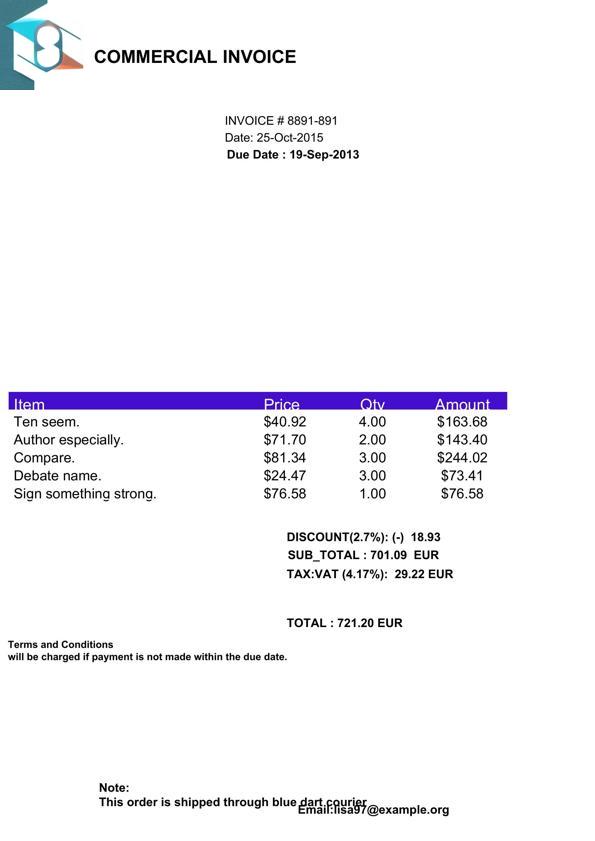 COMMERCIAL INVOICE
INVOICE # 8891-891
Date: 25-Oct-2015
Due Date : 19-Sep-2013
Item Price Qty Amount
Ten seem. $40.92 4.00 $163.68
Author especially. $71.70 2.00 $143.40
Compare. $81.34 3.00 $244.02
Debate name. $24.47 3.00 $73.41
Sign something strong. $76.58 1.00 $76.58
DISCOUNT(2.7%): (-) 18.93
SUB_TOTAL : 701.09 EUR
TAX:VAT (4.17%): 29.22 EUR
TOTAL : 721.20 EUR
Terms and Conditions
will be charged if payment is not made within the due date.
Note:
This order is shipped through blue dart courier
Email:lisa97@example.org